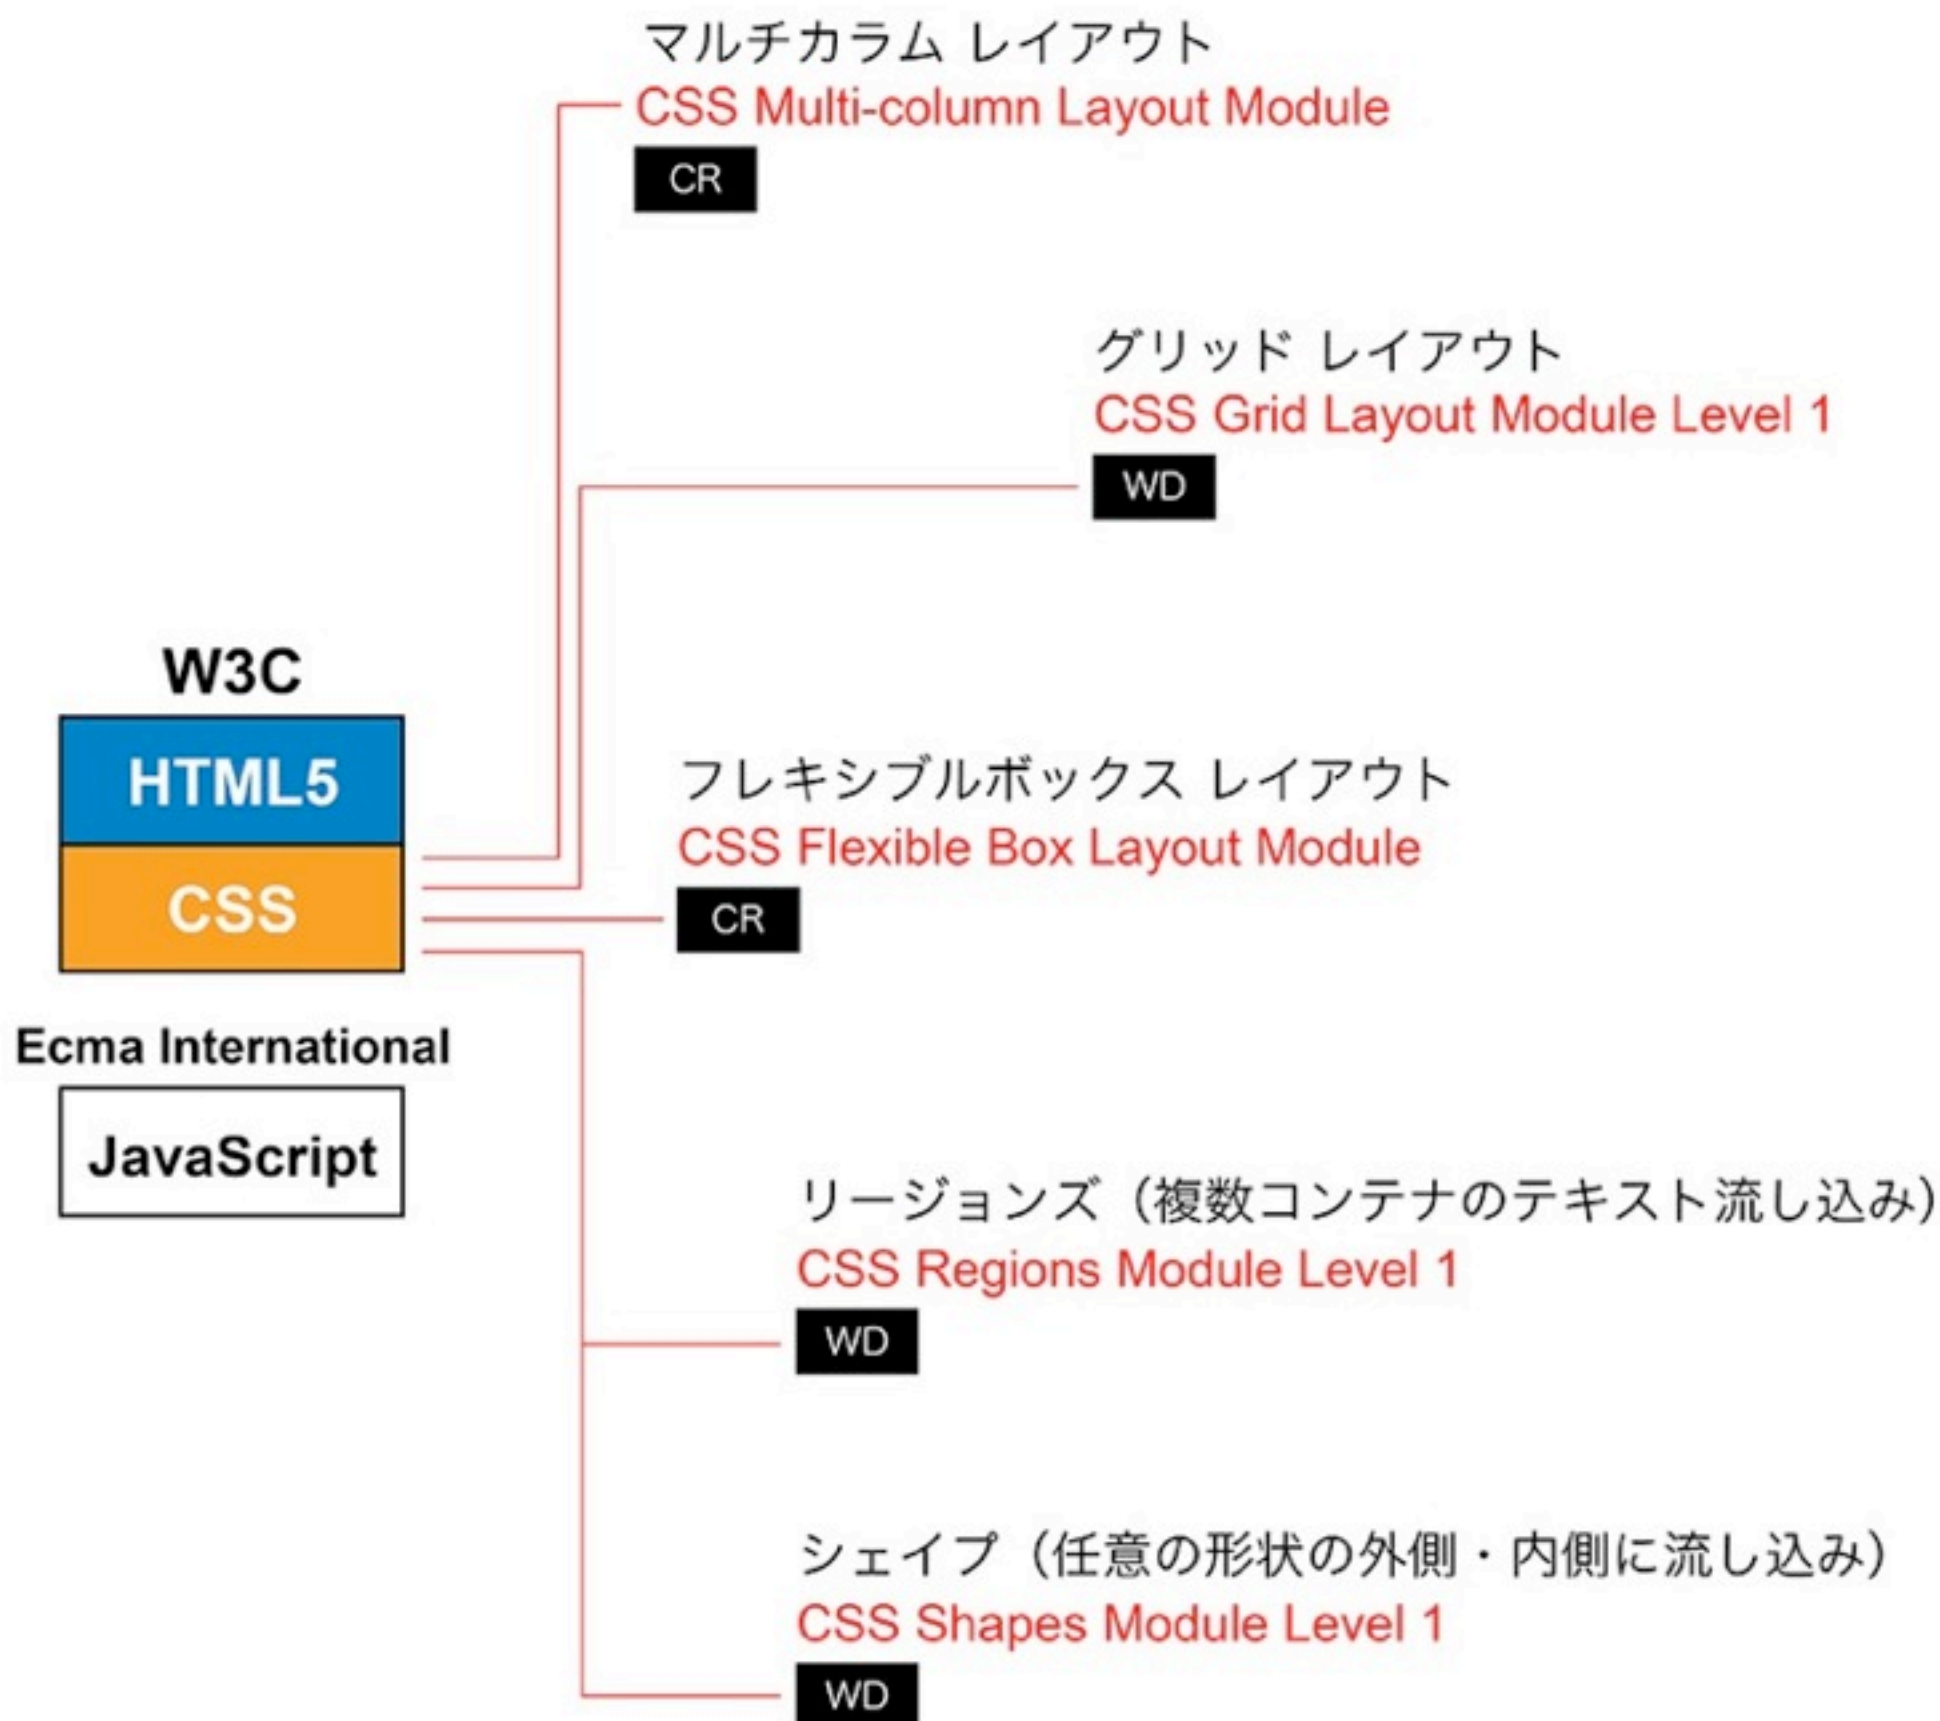 マルチカラム レイアウト
CSS Multi-column Layout Module
CR
グリッド レイアウト
CSS Grid Layout Module Level 1
WD
W3C
HTML5
CSS
フレキシブルボックス レイアウト
CSS Flexible Box Layout Module
CR
Ecma International
JavaScript
リージョンズ（複数コンテナのテキスト流し込み）
CSS Regions Module Level 1
WD
シェイプ（任意の形状の外側・内側に流し込み）
CSS Shapes Module Level 1
WD